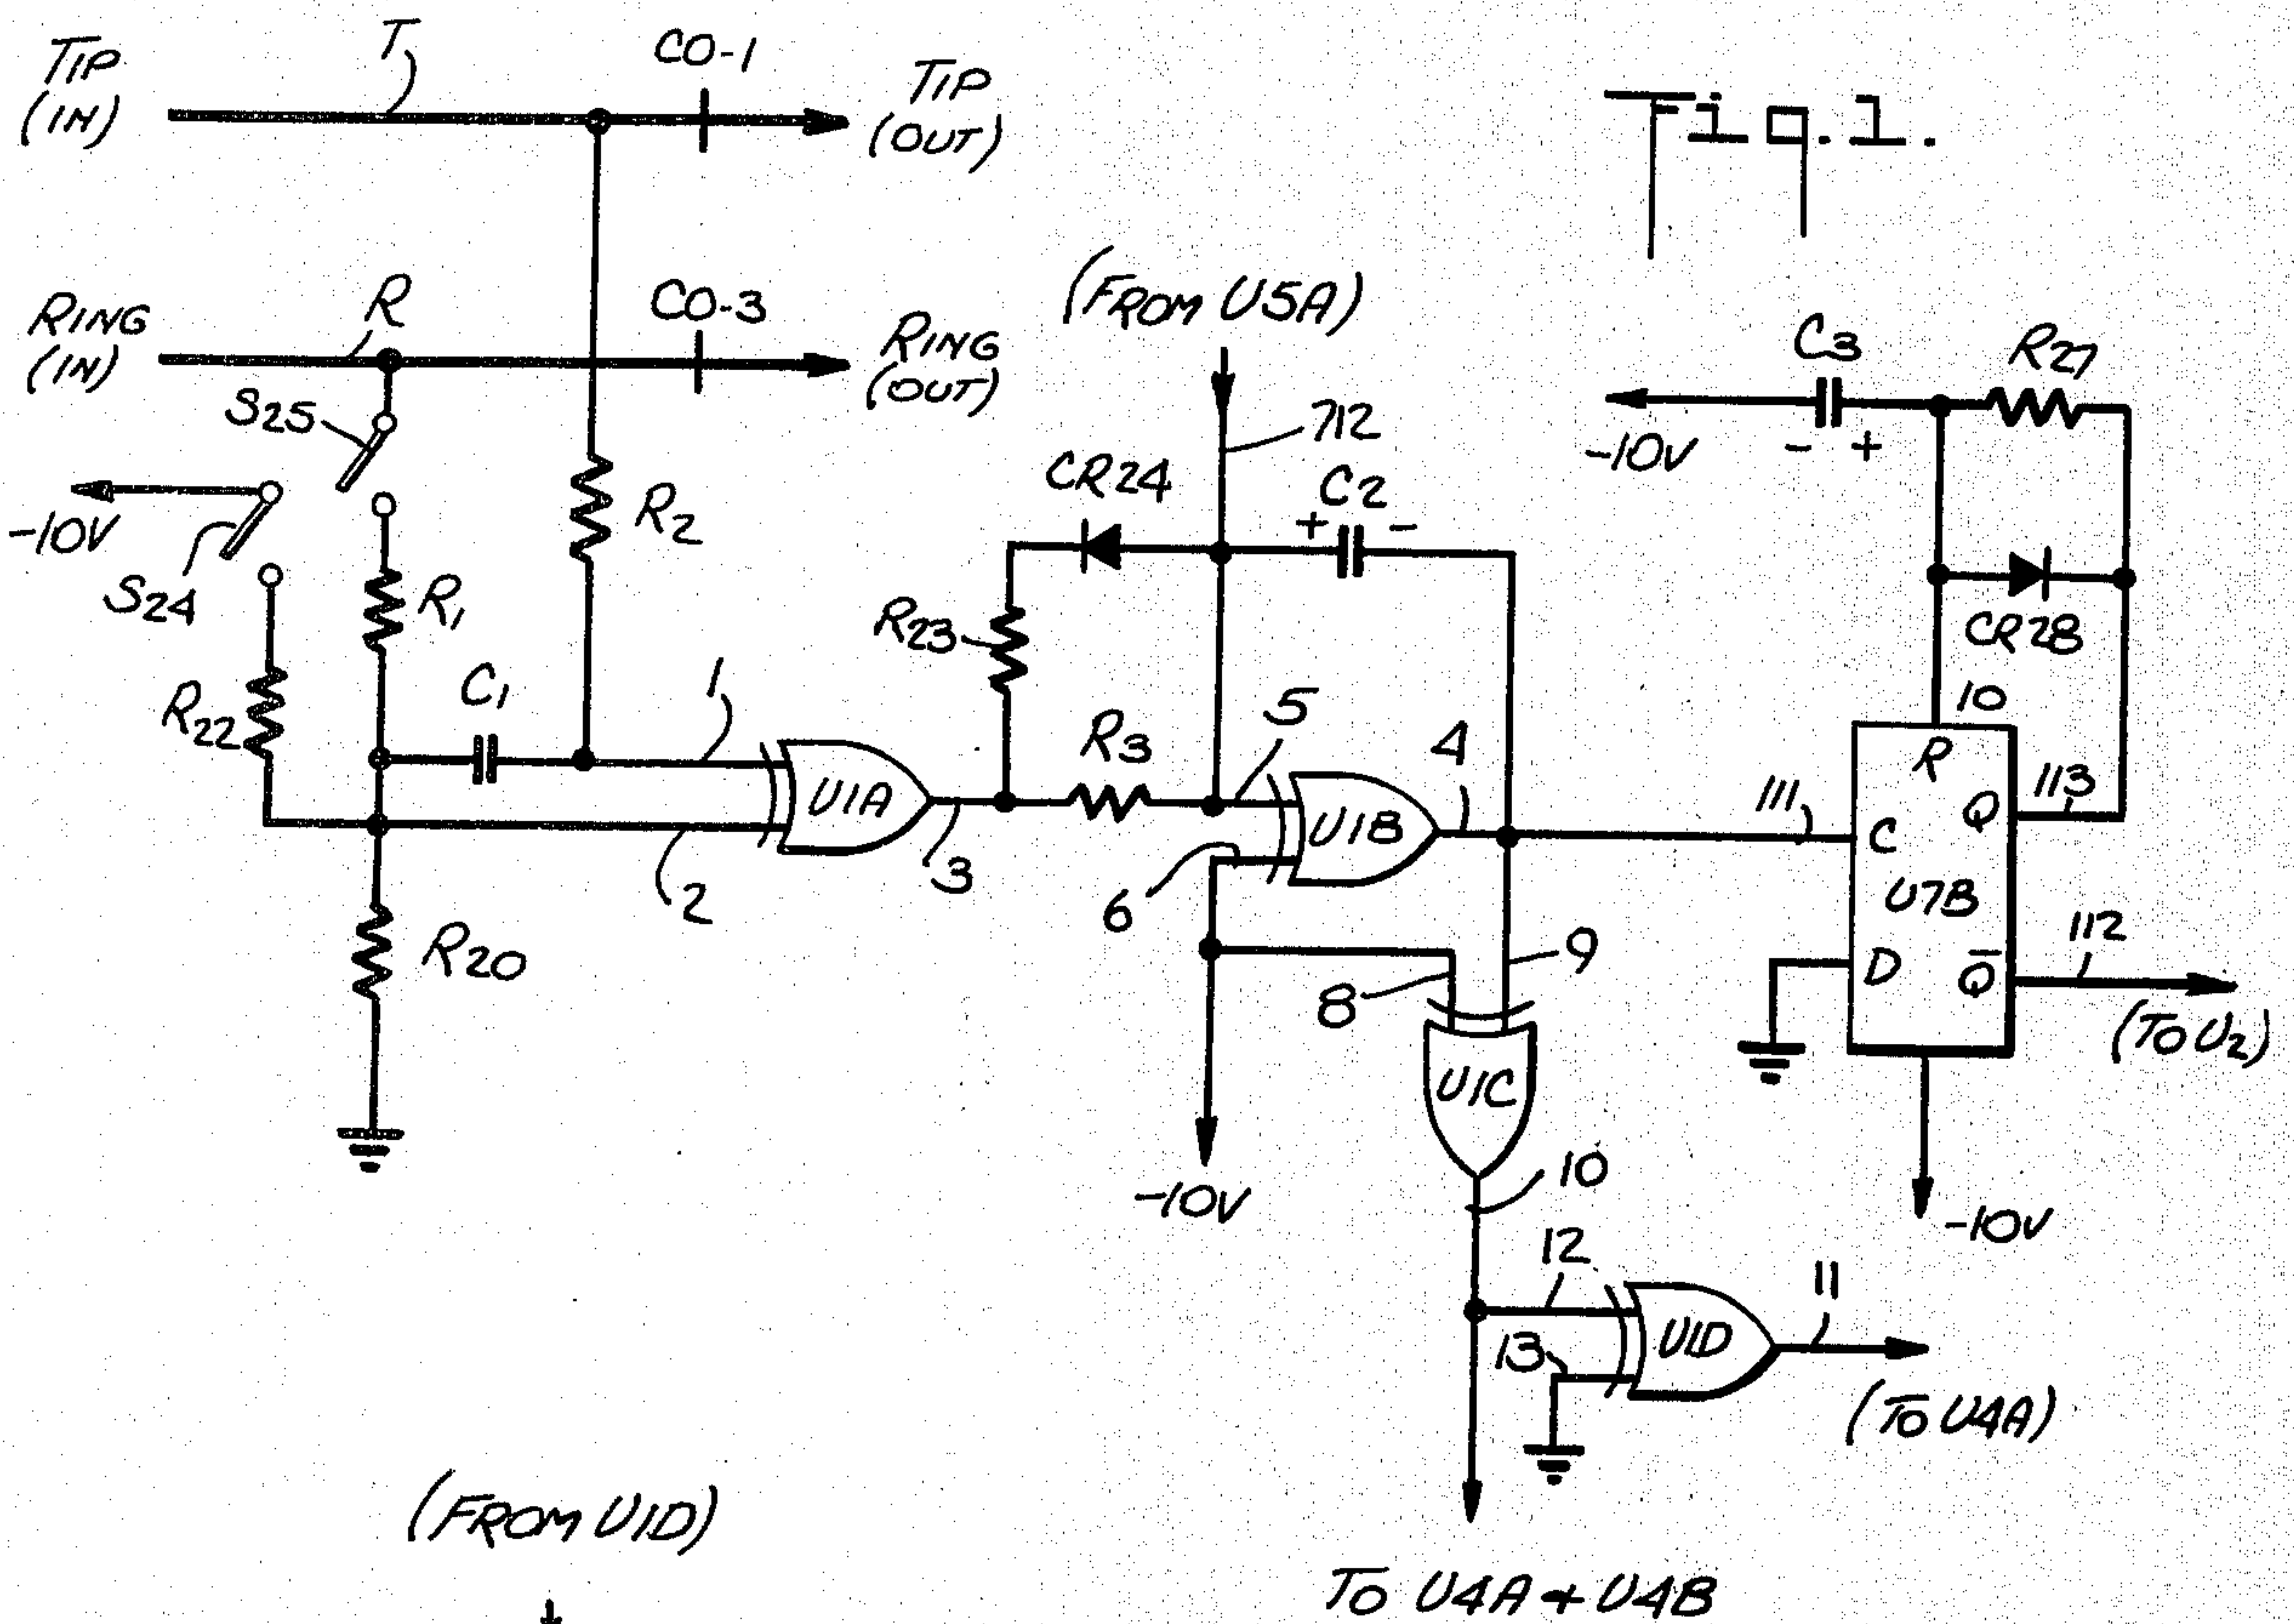 Fig.1.
TIP
(IN)
T
CO-1
TIP
(OUT)
RING
(IN)
R
CO-3
RING
(OUT)
(FROM U5A)
712
S25
-10V
S24
R1
R2
R22
C1
1
2
R20
U1A
3
CR24
R23
R3
C2
+ -
5
6
U1B
4
-10V
8
9
U1C
10
12
13
U1D
11
(TO U4A)
TO U4A + U4B
C3
- +
-10V
R27
CR28
10
R
111
C
Q
113
U7B
D
Q̅
112
(TO U2)
-10V
(FROM U1D)